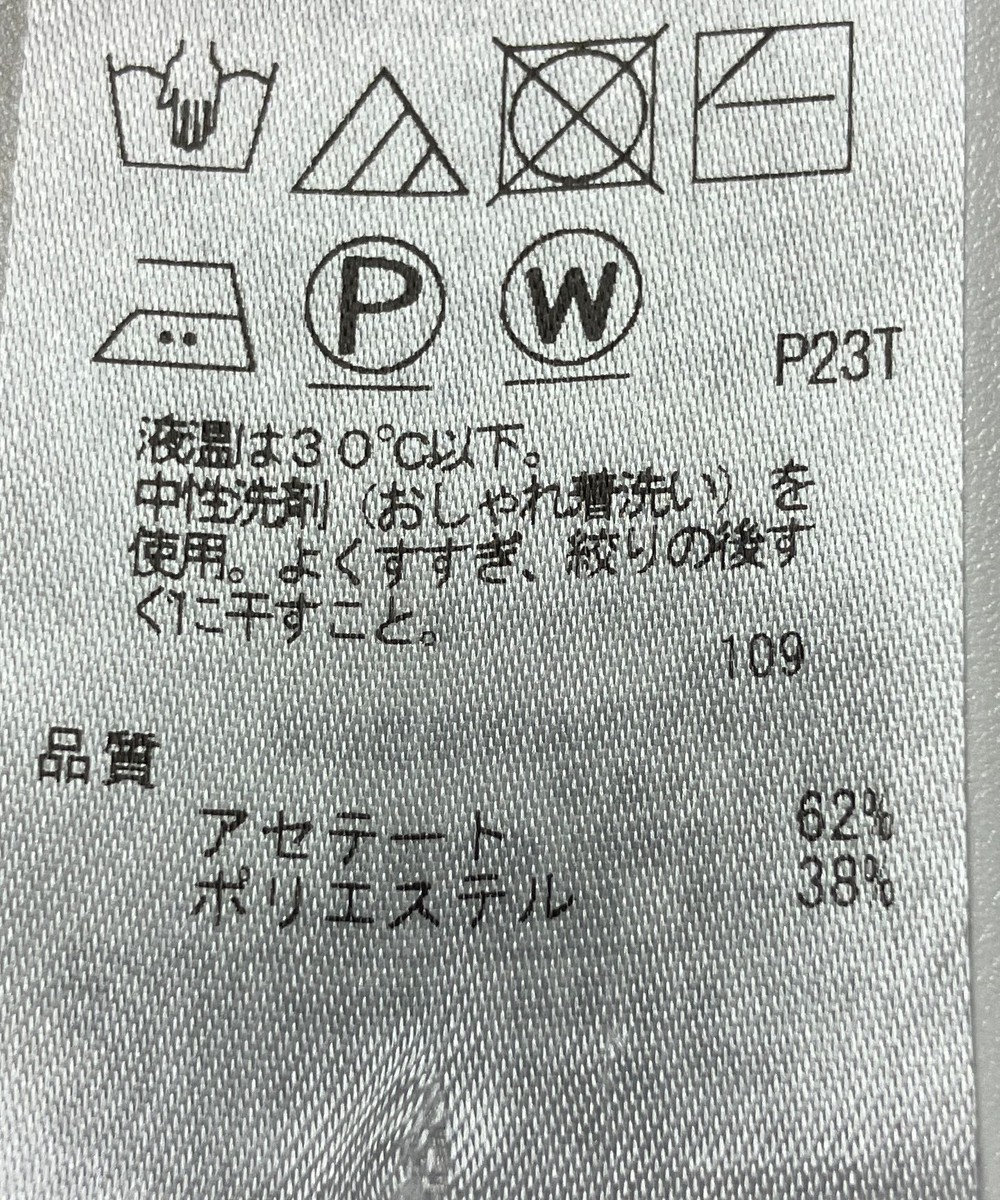 P W
P23T
液温は30℃以下。
中性洗剤(おしゃれ着洗い)を
使用。よくすすぎ、絞りの後す
ぐに干すこと。
109
品質
アセテート 62%
ポリエステル 38%